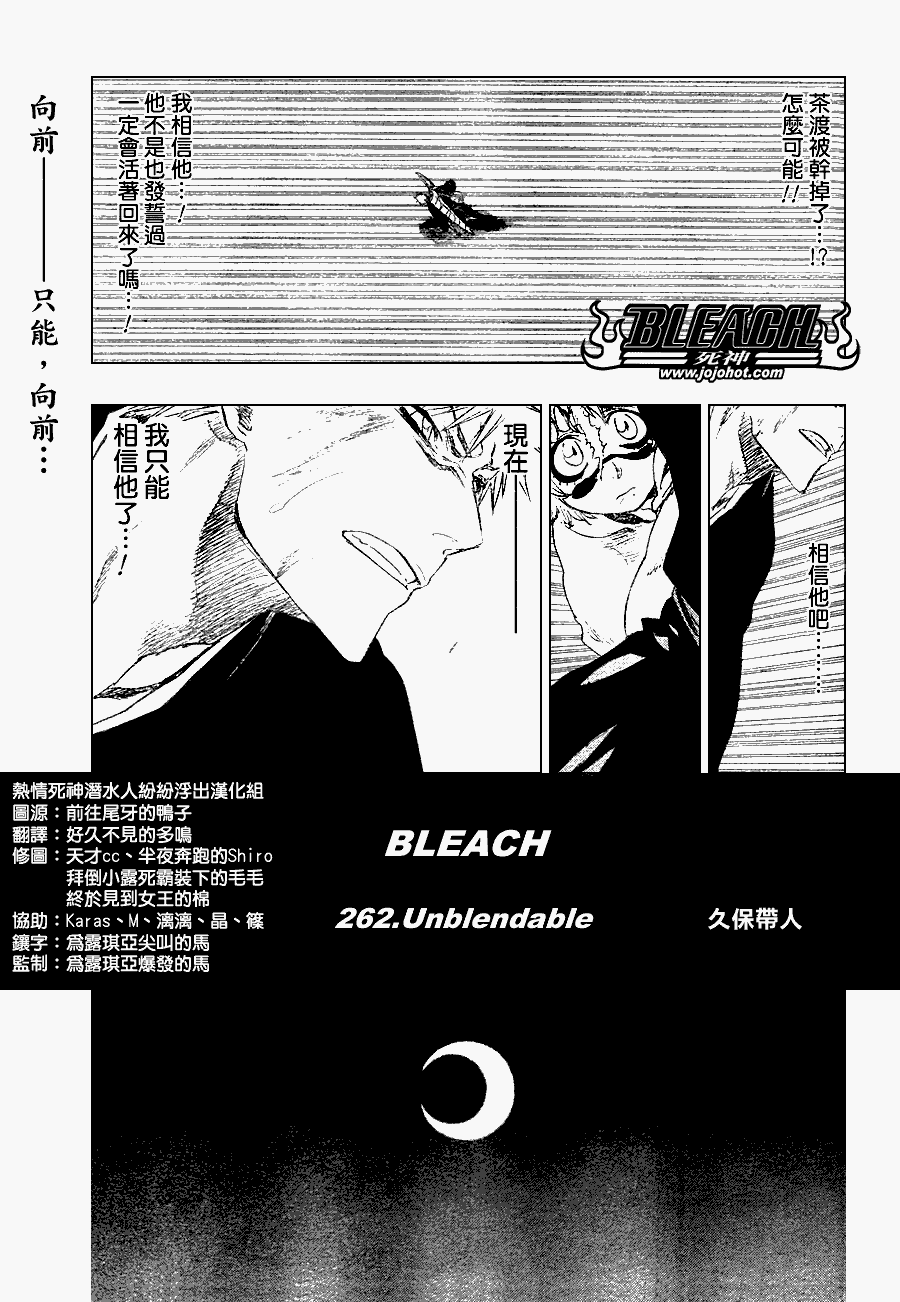 茶渡被幹掉了…!?
怎麼可能!!
我相信他…！
他不是也發誓過
一定會活著回來了嗎…！
向前——只能，向前…
BLEACH
死神
www.jojohot.com
相信他吧………
現在——
我只能
相信他了…！
熱情死神潛水人紛紛浮出漢化組
圖源：前往尾牙的鴨子
翻譯：好久不見的多鳴
修圖：天才cc、半夜奔跑的Shiro
拜倒小露死霸裝下的毛毛
終於見到女王的棉
協助：Karas、M、漓漓、晶、篠
鑲字：為露琪亞尖叫的馬
監制：為露琪亞爆發的馬
BLEACH
262.Unblendable
久保帶人